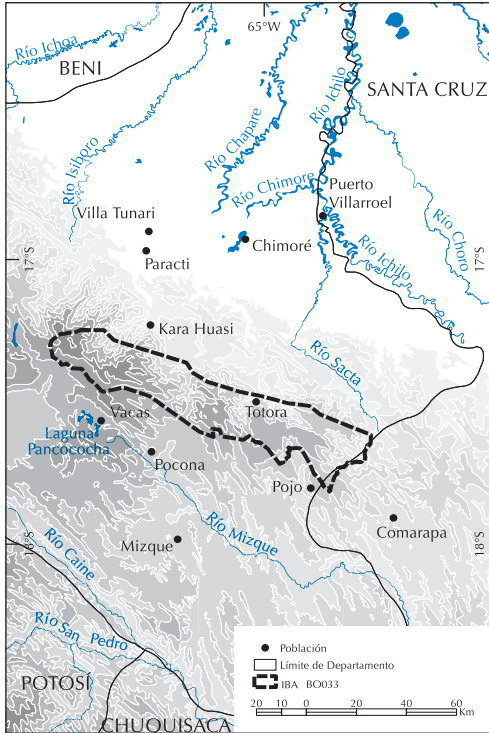 65°W
Río Ichoa
BENI
SANTA CRUZ
Río Ichilo
Río Chapare
Río Isiboro
Río Chimore
Puerto
Villarroel
Villa Tunari
Río Choro
Chimoré
Paracti
Río Ichilo
17°S
17°S
Kara Huasi
Río Sacta
Totora
Vacas
Laguna
Pancococha
Pocona
Pojo
Río Mizque
Comarapa
Mizque
18°S
18°S
Río Caine
Río San Pedro
POTOSÍ
CHUQUISACA
Población
Límite de Departamento
IBA BO033
20 10 0 20 40 60
Km